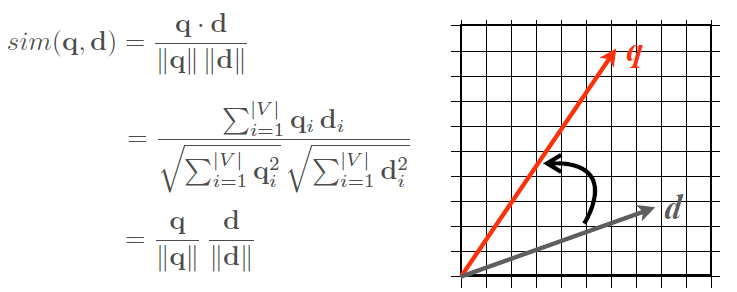 sim(q, d) = q · d / ‖q‖ ‖d‖
= ∑_{i=1}^{|V|} q_i d_i / √(∑_{i=1}^{|V|} q_i^2) √(∑_{i=1}^{|V|} d_i^2)
= q / ‖q‖ d / ‖d‖
q
d